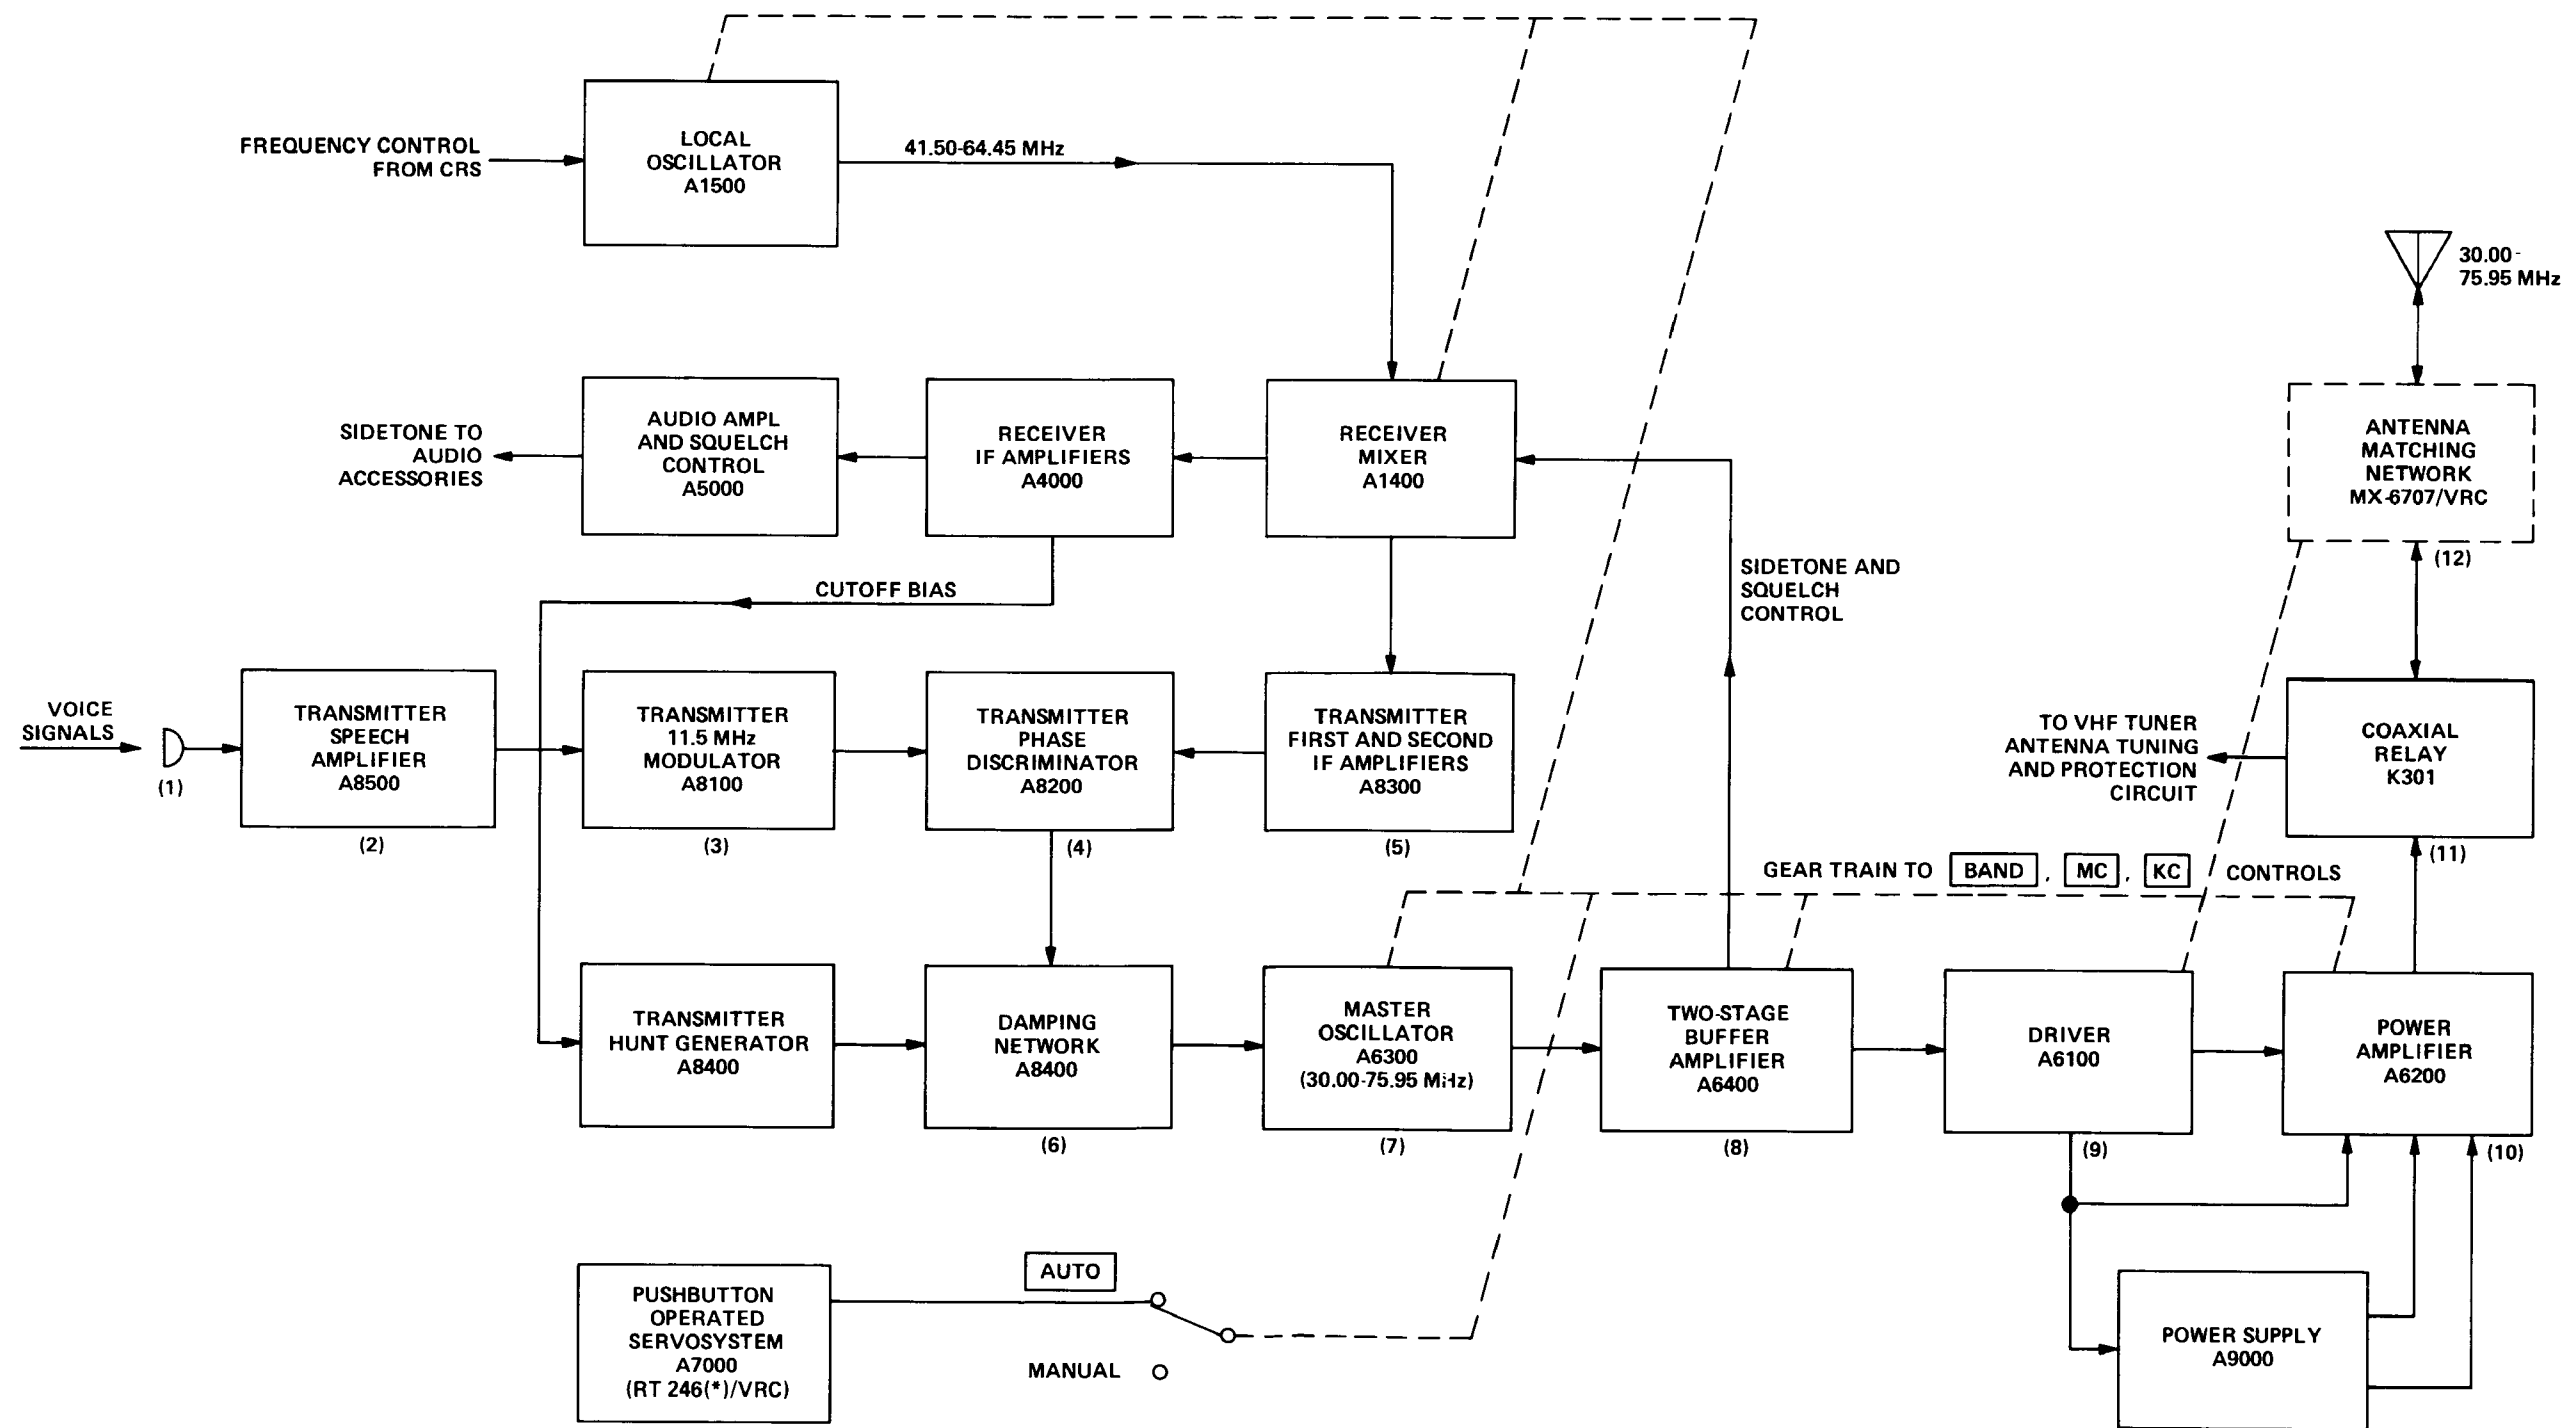 LOCAL
OSCILLATOR
A1500
FREQUENCY CONTROL
FROM CRS
41.50-64.45 MHz
30.00-
75.95 MHz
AUDIO AMPL
AND SQUELCH
CONTROL
A5000
SIDETONE TO
AUDIO
ACCESSORIES
RECEIVER
IF AMPLIFIERS
A4000
RECEIVER
MIXER
A1400
ANTENNA
MATCHING
NETWORK
MX-6707/VRC
(12)
CUTOFF BIAS
SIDETONE AND
SQUELCH
CONTROL
VOICE
SIGNALS
(1)
TRANSMITTER
SPEECH
AMPLIFIER
A8500
(2)
TRANSMITTER
11.5 MHz
MODULATOR
A8100
(3)
TRANSMITTER
PHASE
DISCRIMINATOR
A8200
(4)
TRANSMITTER
FIRST AND SECOND
IF AMPLIFIERS
A8300
(5)
TO VHF TUNER
ANTENNA TUNING
AND PROTECTION
CIRCUIT
COAXIAL
RELAY
K301
(11)
GEAR TRAIN TO BAND, MC, KC CONTROLS
TRANSMITTER
HUNT GENERATOR
A8400
DAMPING
NETWORK
A8400
(6)
MASTER
OSCILLATOR
A6300
(30.00-75.95 MHz)
(7)
TWO-STAGE
BUFFER
AMPLIFIER
A6400
(8)
DRIVER
A6100
(9)
POWER
AMPLIFIER
A6200
(10)
PUSHBUTTON
OPERATED
SERVOSYSTEM
A7000
(RT 246(*)/VRC)
AUTO
MANUAL
POWER SUPPLY
A9000